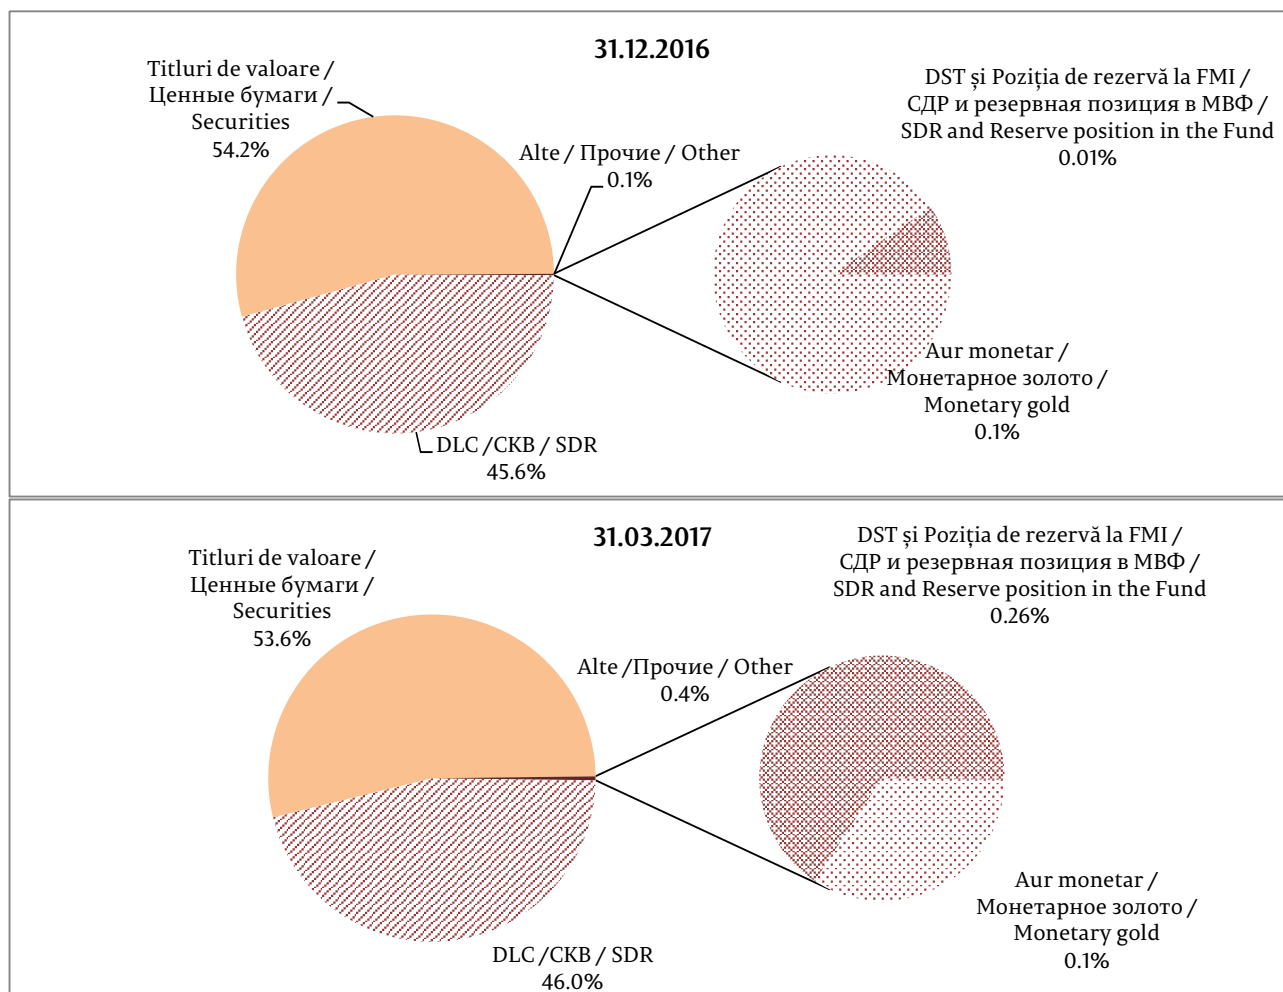 31.12.2016
Titluri de valoare /
Ценные бумаги /
Securities
54.2%
Alte / Прочие / Other
0.1%
DST și Poziția de rezervă la FMI /
СДР и резервная позиция в МВФ /
SDR and Reserve position in the Fund
0.01%
Aur monetar /
Монетарное золото /
Monetary gold
0.1%
DLC /СКВ / SDR
45.6%
31.03.2017
Titluri de valoare /
Ценные бумаги /
Securities
53.6%
Alte /Прочие / Other
0.4%
DST și Poziția de rezervă la FMI /
СДР и резервная позиция в МВФ /
SDR and Reserve position in the Fund
0.26%
Aur monetar /
Монетарное золото /
Monetary gold
0.1%
DLC /СКВ / SDR
46.0%